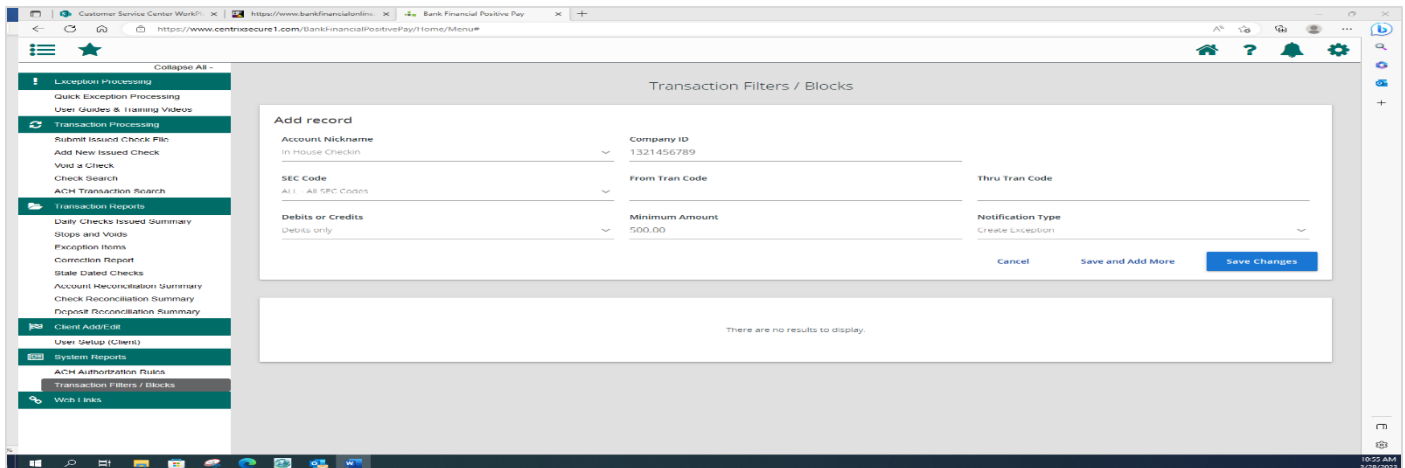 Customer Service Center WorkPl
https://www.bankfinancialonline.
Bank Financial Positive Pay
https://www.centrixsecure1.com/BankFinancialPositivePay/Home/Menu#
Collapse All -
Exception Processing
Quick Exception Processing
User Guides & Training Videos
Transaction Processing
Submit Issued Check File
Add New Issued Check
Void a Check
Check Search
ACH Transaction Search
Transaction Reports
Daily Checks Issued Summary
Stops and Voids
Exception Items
Correction Report
Stale Dated Checks
Account Reconciliation Summary
Check Reconciliation Summary
Deposit Reconciliation Summary
Client Add/Edit
User Setup (Client)
System Reports
ACH Authorization Rules
Transaction Filters / Blocks
Web Links
Transaction Filters / Blocks
Add record
Account Nickname Company ID
In House Checkin 1321456789
SEC Code From Tran Code Thru Tran Code
ALL - All SEC Codes
Debits or Credits Minimum Amount Notification Type
Debits only 500.00 Create Exception
Cancel Save and Add More Save Changes
There are no results to display.
10:55 AM